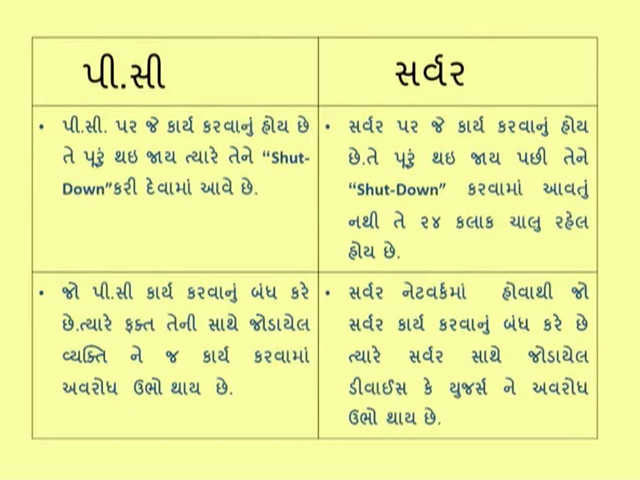 પી.સી
સર્વર
• પી.સી. પર જે કાર્ય કરવાનું હોય છે
તે પૂરું થઇ જાય ત્યારે તેને “Shut-
Down”કરી દેવામાં આવે છે.
• સર્વર પર જે કાર્ય કરવાનું હોય
છે.તે પૂરું થઇ જાય પછી તેને
“Shut-Down” કરવામાં આવતું
નથી તે ૨૪ કલાક ચાલુ રહેલ
હોય છે.
• જો પી.સી કાર્ય કરવાનું બંધ કરે
છે.ત્યારે ફક્ત તેની સાથે જોડાયેલ
વ્યક્તિ ને જ કાર્ય કરવામાં
અવરોધ ઉભો થાય છે.
• સર્વર નેટવર્કમાં હોવાથી જો
સર્વર કાર્ય કરવાનું બંધ કરે છે
ત્યારે સર્વર સાથે જોડાયેલ
ડીવાઈસ કે યુજર્સ ને અવરોધ
ઉભો થાય છે.